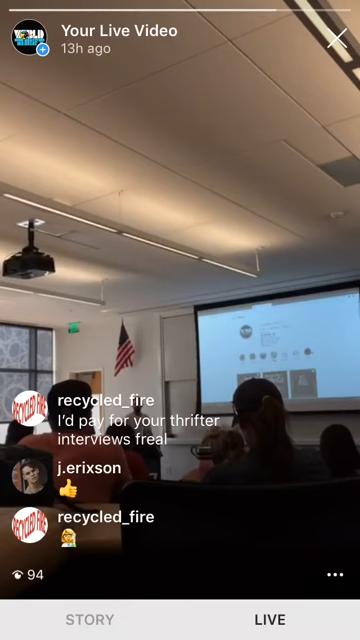 Your Live Video
13h ago
recycled_fire
I'd pay for your thrifter
interviews freal
j.erixson
👍
recycled_fire
94
STORY
LIVE